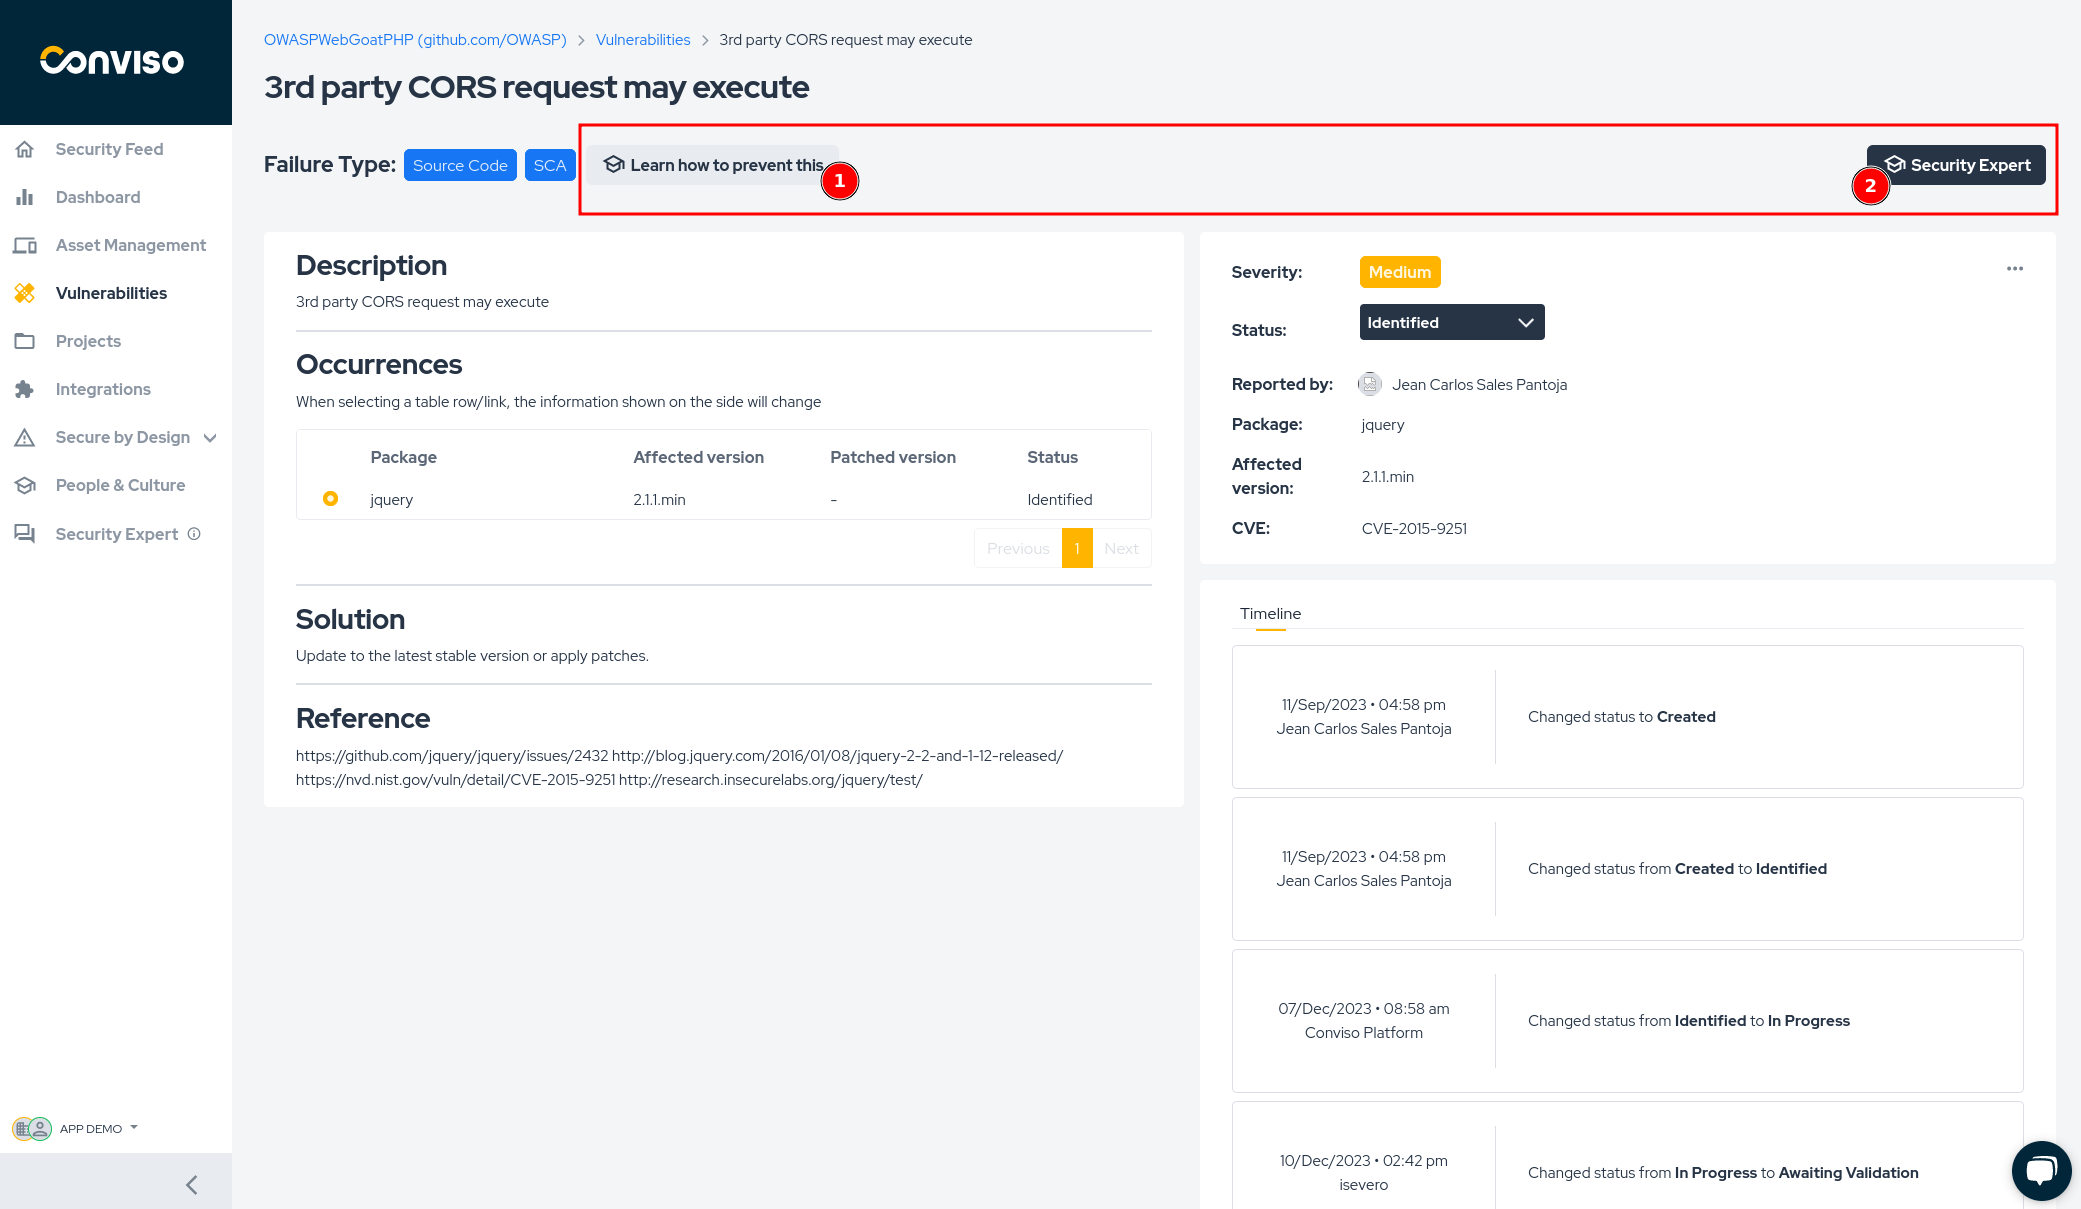 Conviso
Security Feed
Dashboard
Asset Management
Vulnerabilities
Projects
Integrations
Secure by Design
People & Culture
Security Expert
APP DEMO
OWASPWebGoatPHP (github.com/OWASP) > Vulnerabilities > 3rd party CORS request may execute
3rd party CORS request may execute
Failure Type: Source Code SCA Learn how to prevent this 1 2 Security Expert
Description
3rd party CORS request may execute
Occurrences
When selecting a table row/link, the information shown on the side will change
Package Affected version Patched version Status
jquery 2.1.1.min - Identified
Previous 1 Next
Solution
Update to the latest stable version or apply patches.
Reference
https://github.com/jquery/jquery/issues/2432 http://blog.jquery.com/2016/01/08/jquery-2-2-and-1-12-released/
https://nvd.nist.gov/vuln/detail/CVE-2015-9251 http://research.insecurelabs.org/jquery/test/
Severity: Medium
Status: Identified
Reported by: Jean Carlos Sales Pantoja
Package: jquery
Affected
version: 2.1.1.min
CVE: CVE-2015-9251
Timeline
11/Sep/2023 • 04:58 pm
Jean Carlos Sales Pantoja
Changed status to Created
11/Sep/2023 • 04:58 pm
Jean Carlos Sales Pantoja
Changed status from Created to Identified
07/Dec/2023 • 08:58 am
Conviso Platform
Changed status from Identified to In Progress
10/Dec/2023 • 02:42 pm
isevero
Changed status from In Progress to Awaiting Validation